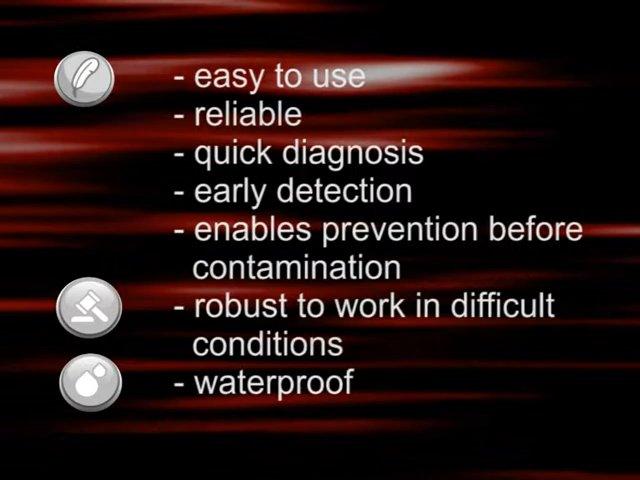 - easy to use
- reliable
- quick diagnosis
- early detection
- enables prevention before
contamination
- robust to work in difficult
conditions
- waterproof